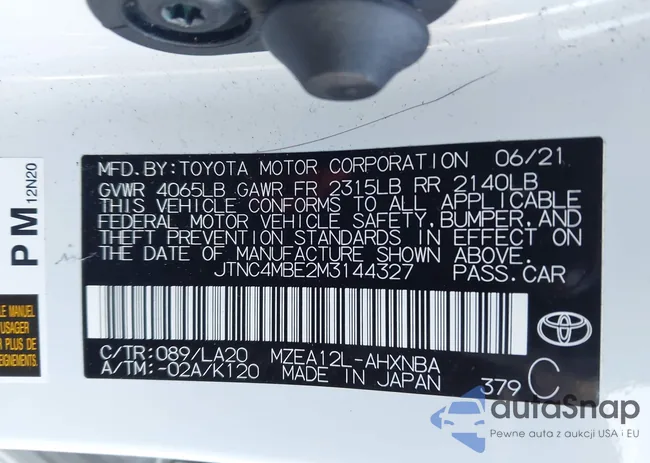 MFD.BY:TOYOTA MOTOR CORPORATION 06/21
GVWR 4065LB GAWR FR 2315LB RR 2140LB
THIS VEHICLE CONFORMS TO ALL APPLICABLE
FEDERAL MOTOR VEHICLE SAFETY, BUMPER, AND
THEFT PREVENTION STANDARDS IN EFFECT ON
THE DATE OF MANUFACTURE SHOWN ABOVE.
JTNC4MBE2M3144327 PASS.CAR
C/TR:089/LA20 MZEA12L-AHXNBA
A/TM:-02A/K120 MADE IN JAPAN 379 C
PM 12N20
LE MANUEL
USAGER
R PLUS DE
EIGNEMENTS.
autaSnap
Pewne auta z aukcji USA i EU